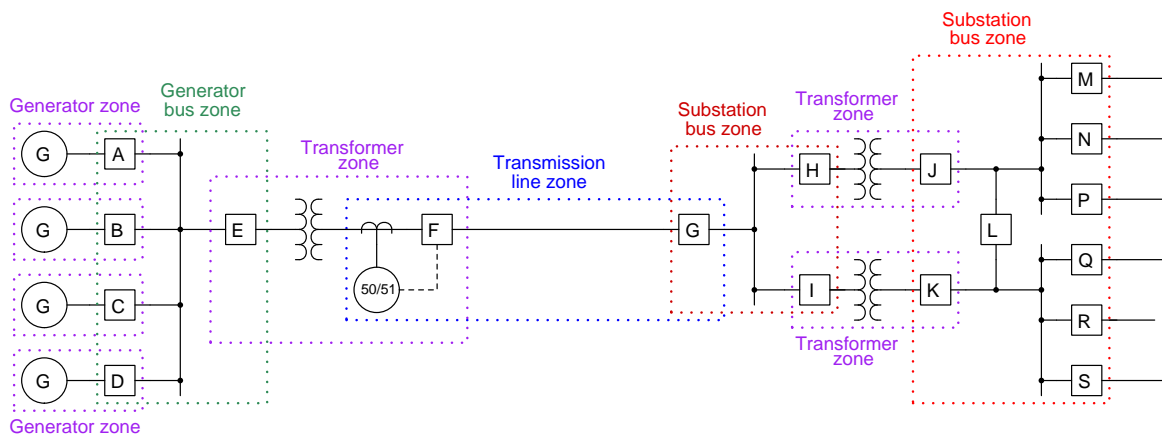 Substation
bus zone
Generator
bus zone
Generator zone
Transformer
zone
Substation
bus zone
Transformer
zone
Transmission
line zone
G
A
G
B
G
C
G
D
E
F
50/51
G
H
I
J
K
L
M
N
P
Q
R
S
Transformer
zone
Generator zone